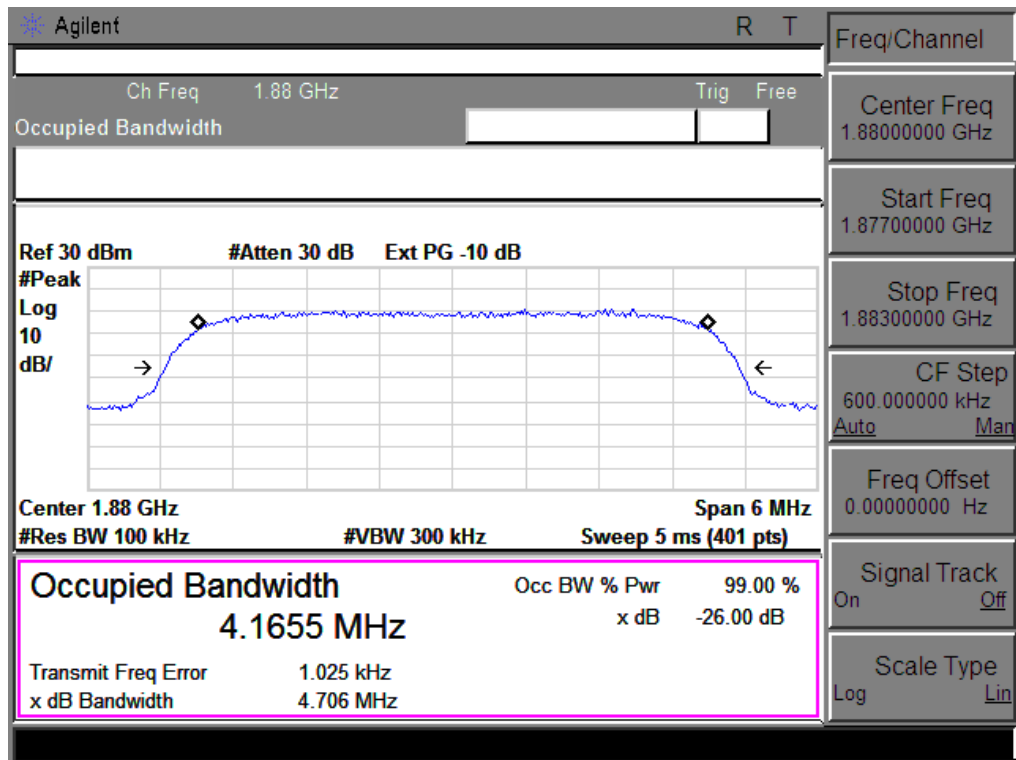 Agilent R T
Ch Freq 1.88 GHz Trig Free
Occupied Bandwidth
Ref 30 dBm #Atten 30 dB Ext PG -10 dB
#Peak
Log
10
dB/
Center 1.88 GHz Span 6 MHz
#Res BW 100 kHz #VBW 300 kHz Sweep 5 ms (401 pts)
Occupied Bandwidth Occ BW % Pwr 99.00 %
4.1655 MHz x dB -26.00 dB
Transmit Freq Error 1.025 kHz
x dB Bandwidth 4.706 MHz
Freq/Channel
Center Freq
1.88000000 GHz
Start Freq
1.87700000 GHz
Stop Freq
1.88300000 GHz
CF Step
600.000000 kHz
Auto Man
Freq Offset
0.00000000 Hz
Signal Track
On Off
Scale Type
Log Lin